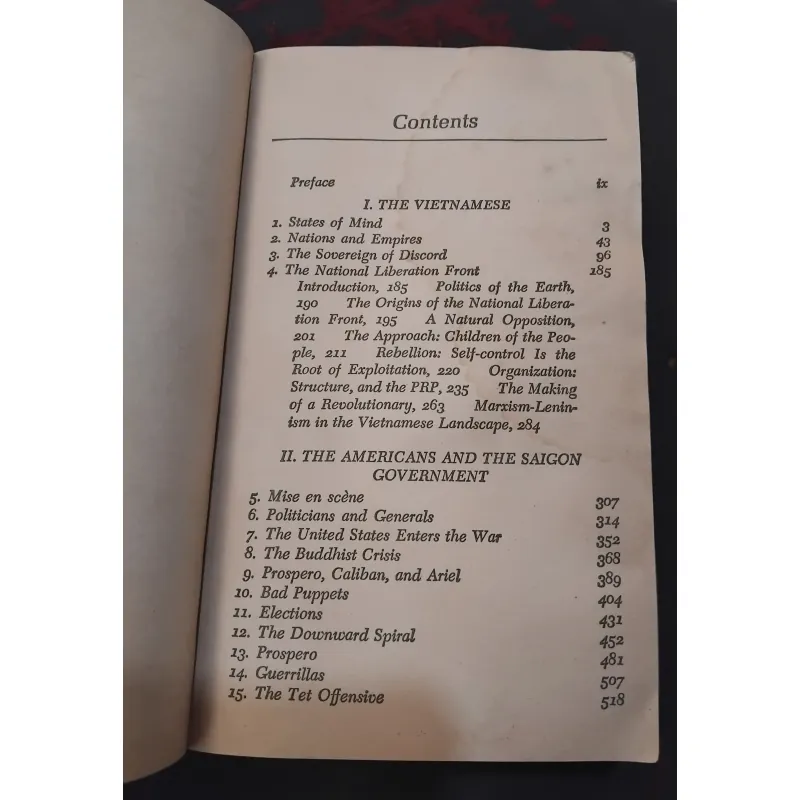 Contents
Preface ix
I. THE VIETNAMESE
1. States of Mind 3
2. Nations and Empires 43
3. The Sovereign of Discord 96
4. The National Liberation Front 185
Introduction, 185 Politics of the Earth,
190 The Origins of the National Libera-
tion Front, 195 A Natural Opposition,
201 The Approach: Children of the Peo-
ple, 211 Rebellion: Self-control Is the
Root of Exploitation, 220 Organization:
Structure, and the PRP, 235 The Making
of a Revolutionary, 263 Marxism-Lenin-
ism in the Vietnamese Landscape, 284
II. THE AMERICANS AND THE SAIGON
GOVERNMENT
5. Mise en scène 307
6. Politicians and Generals 314
7. The United States Enters the War 352
8. The Buddhist Crisis 368
9. Prospero, Caliban, and Ariel 389
10. Bad Puppets 404
11. Elections 431
12. The Downward Spiral 452
13. Prospero 481
14. Guerrillas 507
15. The Tet Offensive 518